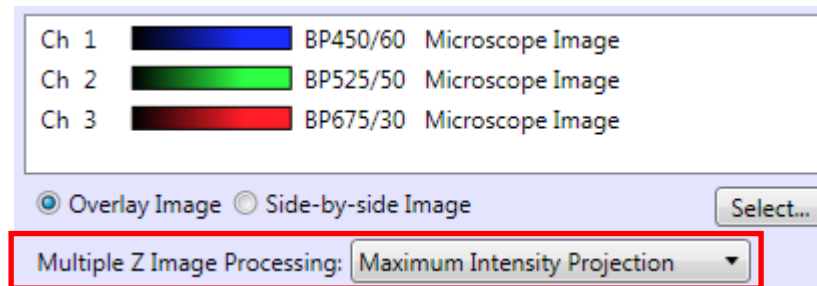 Ch 1 BP450/60 Microscope Image
Ch 2 BP525/50 Microscope Image
Ch 3 BP675/30 Microscope Image
Overlay Image Side-by-side Image Select...
Multiple Z Image Processing: Maximum Intensity Projection